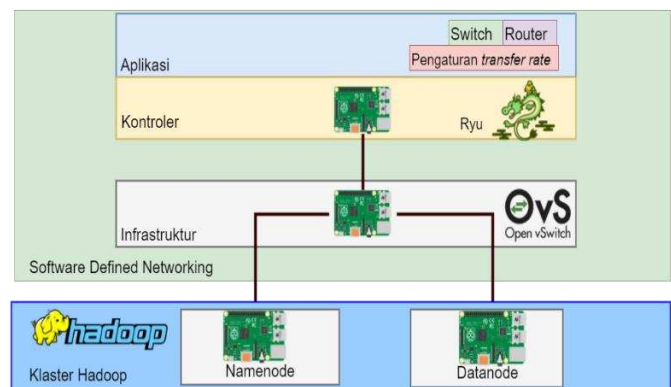 Switch Router
Pengaturan transfer rate
Aplikasi
Kontroler
Ryu
Infrastruktur
OvS
Open vSwitch
Software Defined Networking
hadoop
Klaster Hadoop
Namenode
Datanode